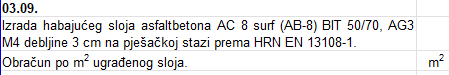 03.09.
Izrada habajućeg sloja asfaltbetona AC 8 surf (AB-8) BIT 50/70, AG3
M4 debljine 3 cm na pješačkoj stazi prema HRN EN 13108-1.
Obračun po m² ugrađenog sloja. m²